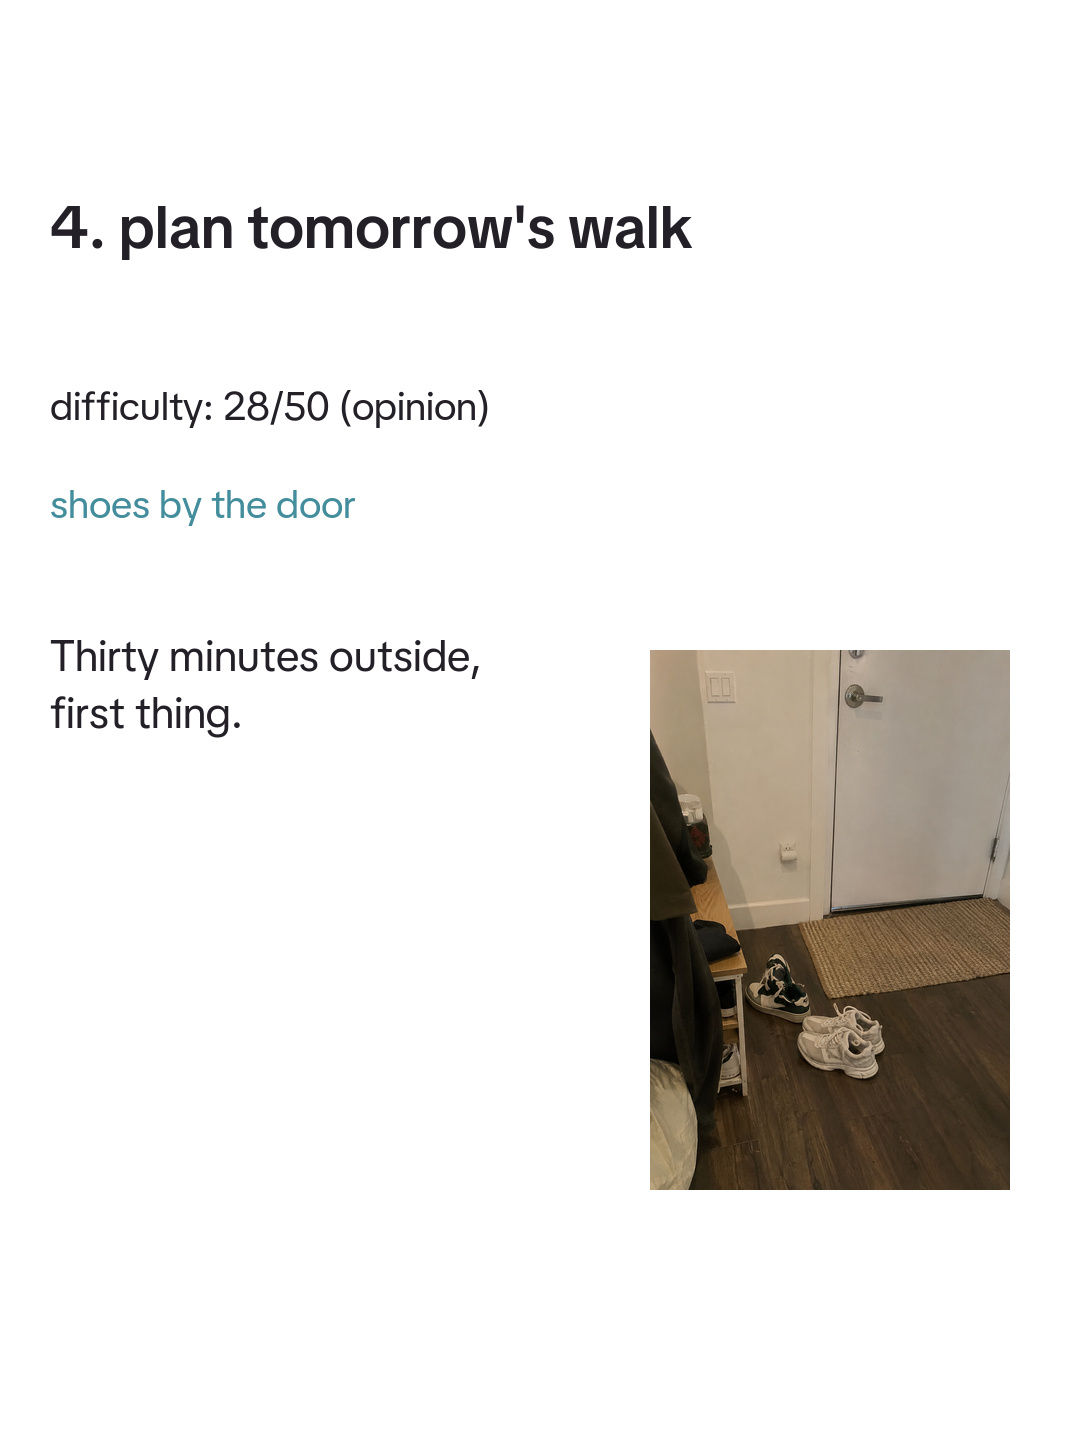 4. plan tomorrow's walk
difficulty: 28/50 (opinion)
shoes by the door
Thirty minutes outside,
first thing.